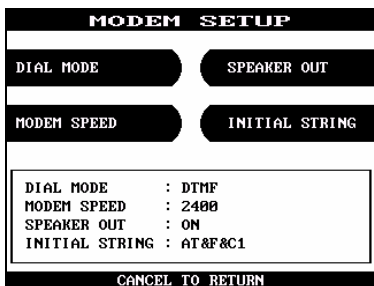 MODEM SETUP
DIAL MODE
SPEAKER OUT
MODEM SPEED
INITIAL STRING
DIAL MODE : DTMF
MODEM SPEED : 2400
SPEAKER OUT : ON
INITIAL STRING : AT&F&C1
CANCEL TO RETURN